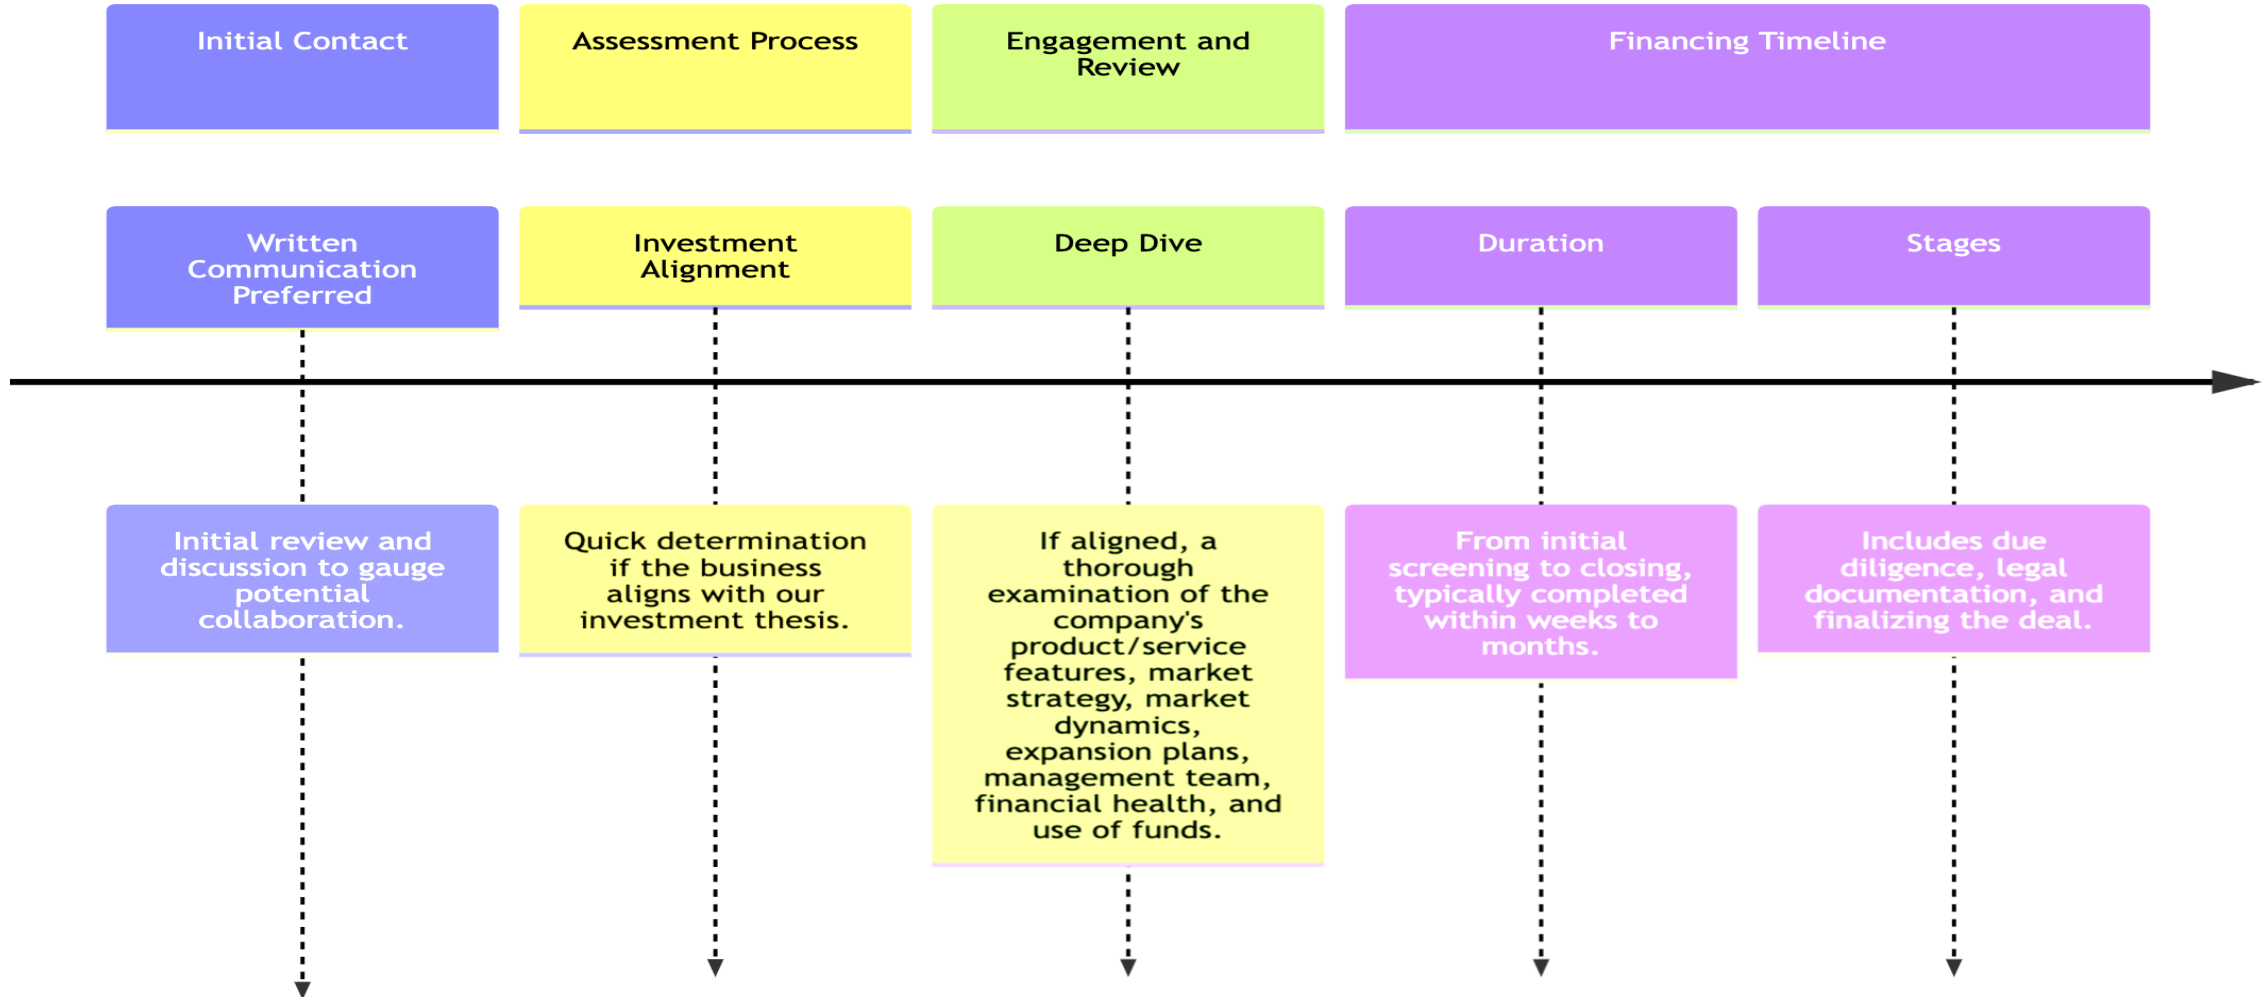 Initial Contact
Assessment Process
Engagement and
Review
Financing Timeline
Written
Communication
Preferred
Investment
Alignment
Deep Dive
Duration
Stages
Initial review and
discussion to gauge
potential
collaboration.
Quick determination
if the business
aligns with our
investment thesis.
If aligned, a
thorough
examination of the
company's
product/service
features, market
strategy, market
dynamics,
expansion plans,
management team,
financial health, and
use of funds.
From initial
screening to closing,
typically completed
within weeks to
months.
Includes due
diligence, legal
documentation, and
finalizing the deal.